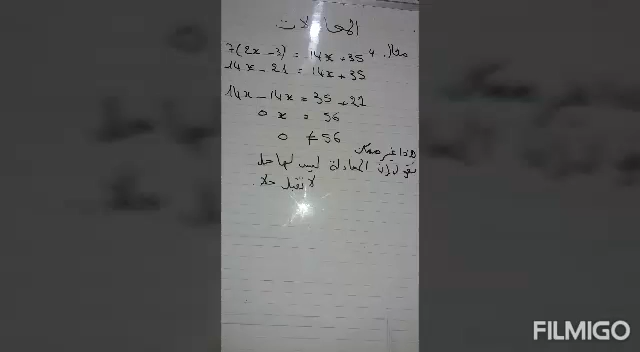 المعادلات
مثال 4
7(2x - 3) = 14x + 35
14x - 21 = 14x + 35
14x - 14x = 35 + 21
0 x = 56
0 ≠ 56
هذا غير ممكن
نقول أن المعادلة ليس لها حل
لا تقبل حلا.
FILMIGO